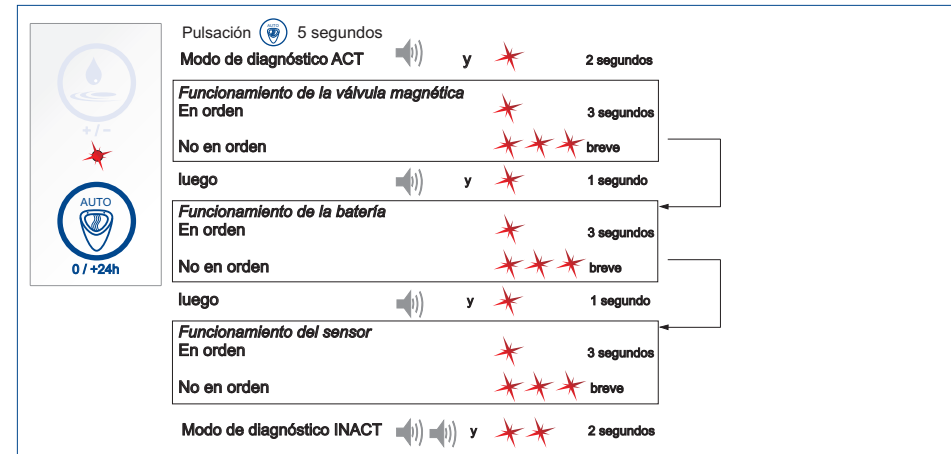 Pulsación AUTO 5 segundos
Modo de diagnóstico ACT y 2 segundos
+ / −
AUTO
0 / +24h
Funcionamiento de la válvula magnética
En orden 3 segundos
No en orden breve
luego y 1 segundo
Funcionamiento de la batería
En orden 3 segundos
No en orden breve
luego y 1 segundo
Funcionamiento del sensor
En orden 3 segundos
No en orden breve
Modo de diagnóstico INACT y 2 segundos